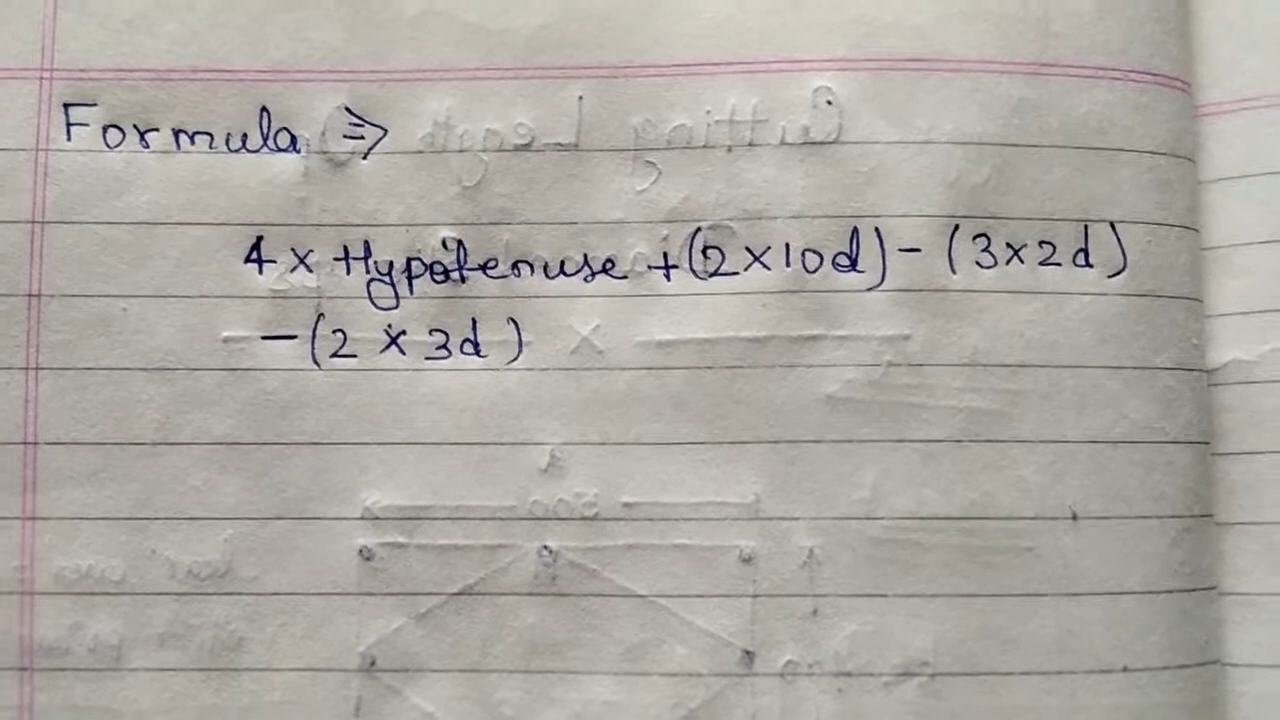 Formula ⇒
4 x Hypotenuse + (2 x 10d) - (3 x 2d)
- (2 x 3d)